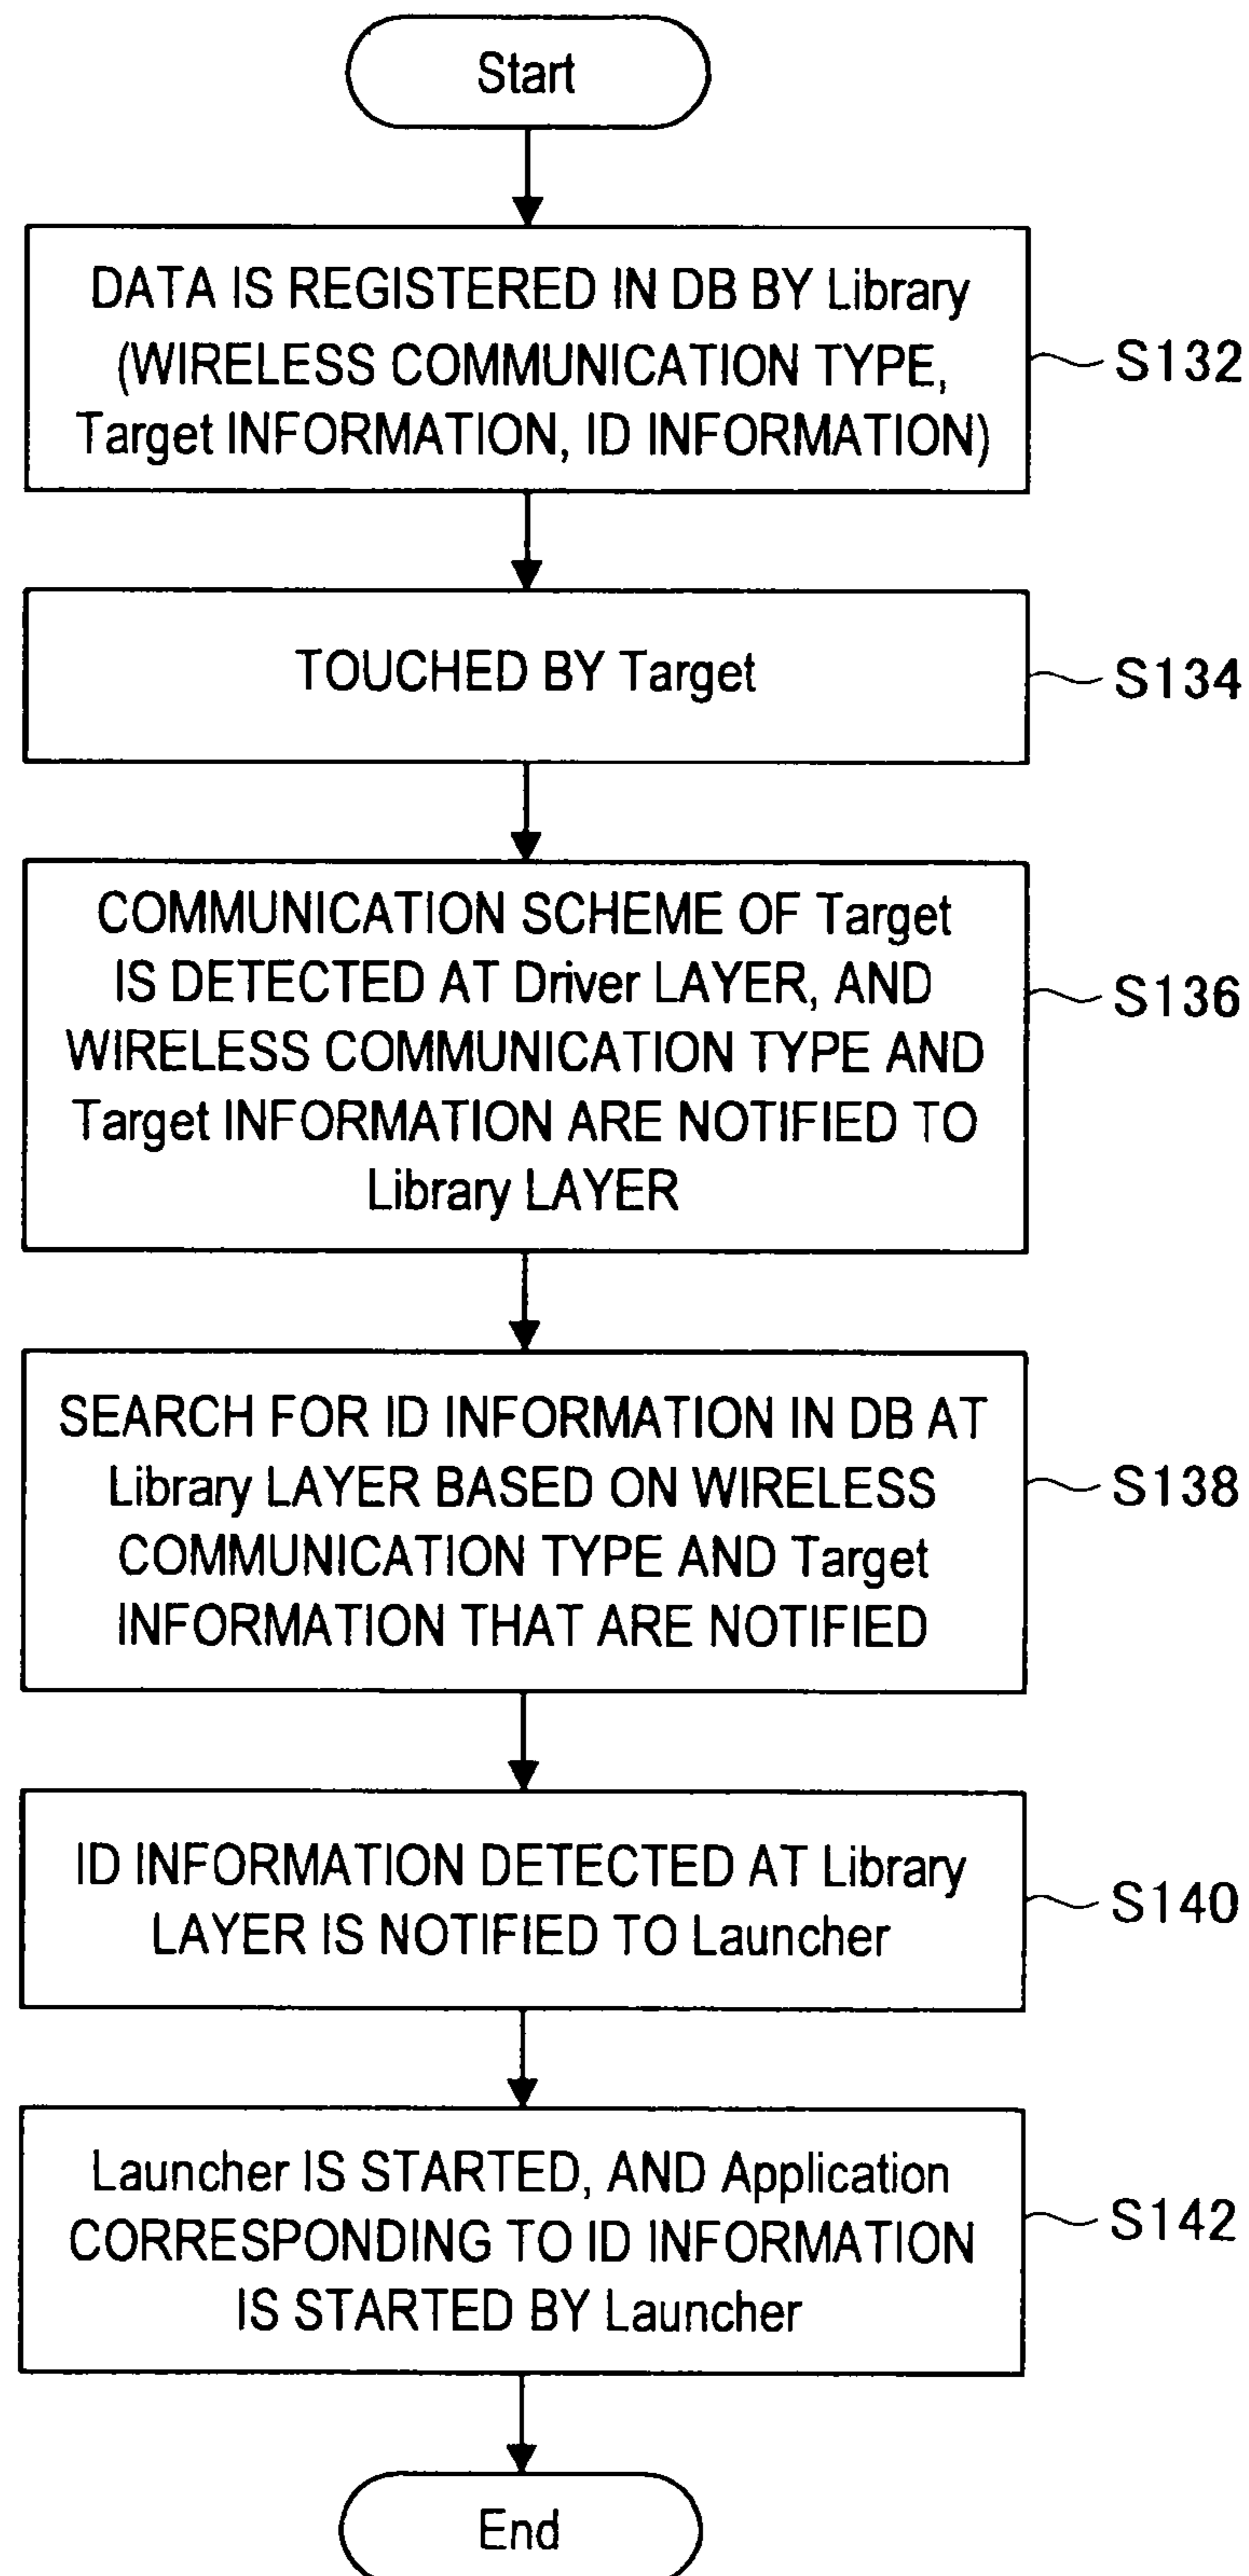 Start
DATA IS REGISTERED IN DB BY Library
(WIRELESS COMMUNICATION TYPE,
Target INFORMATION, ID INFORMATION)
S132
TOUCHED BY Target
S134
COMMUNICATION SCHEME OF Target
IS DETECTED AT Driver LAYER, AND
WIRELESS COMMUNICATION TYPE AND
Target INFORMATION ARE NOTIFIED TO
Library LAYER
S136
SEARCH FOR ID INFORMATION IN DB AT
Library LAYER BASED ON WIRELESS
COMMUNICATION TYPE AND Target
INFORMATION THAT ARE NOTIFIED
S138
ID INFORMATION DETECTED AT Library
LAYER IS NOTIFIED TO Launcher
S140
Launcher IS STARTED, AND Application
CORRESPONDING TO ID INFORMATION
IS STARTED BY Launcher
S142
End